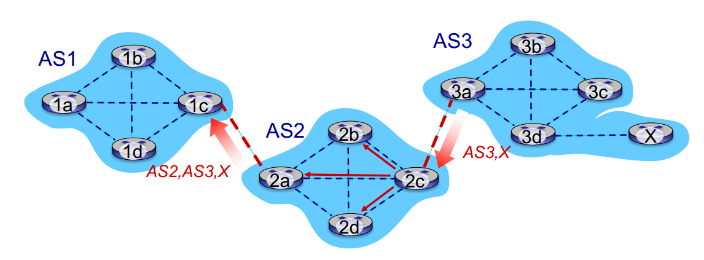 AS1
1b
1a
1c
1d
AS2,AS3,X
AS2
2b
2a
2c
2d
AS3
3b
3a
3c
3d
X
AS3,X